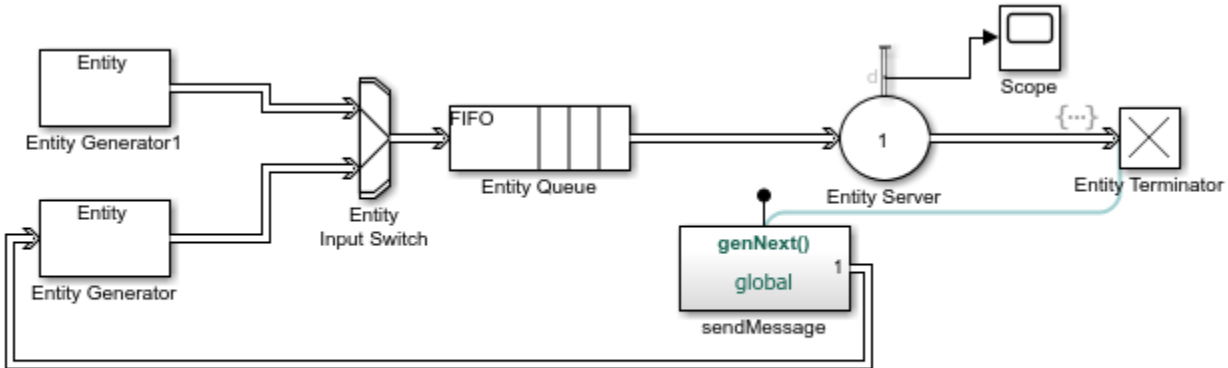 Entity
Entity Generator1
Entity
Entity Generator
Entity
Input Switch
FIFO
Entity Queue
d
1
Entity Server
Scope
{...}
Entity Terminator
genNext()
global
1
sendMessage